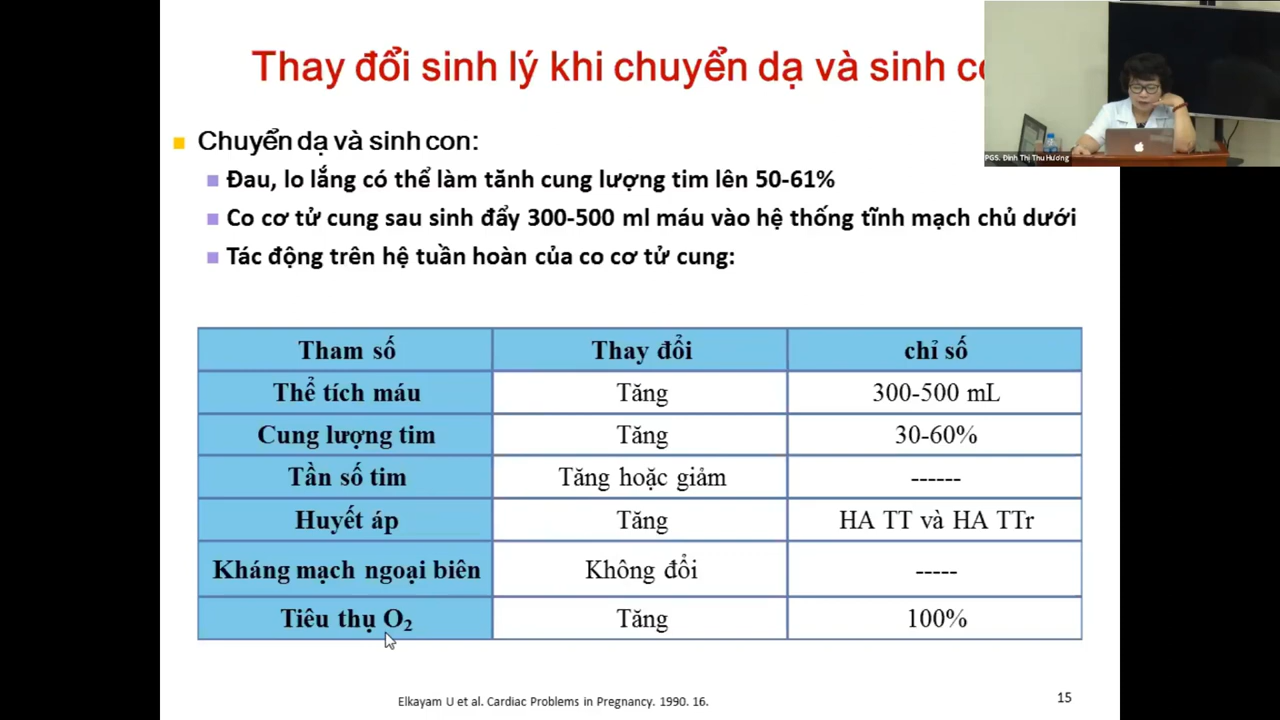 Thay đổi sinh lý khi chuyển dạ và sinh co
PGS. Đinh Thị Thu Hương
Chuyển dạ và sinh con:
Đau, lo lắng có thể làm tănh cung lượng tim lên 50-61%
Co cơ tử cung sau sinh đẩy 300-500 ml máu vào hệ thống tĩnh mạch chủ dưới
Tác động trên hệ tuần hoàn của co cơ tử cung:
Tham số Thay đổi chỉ số
Thể tích máu Tăng 300-500 mL
Cung lượng tim Tăng 30-60%
Tần số tim Tăng hoặc giảm ------
Huyết áp Tăng HA TT và HA TTr
Kháng mạch ngoại biên Không đổi -----
Tiêu thụ O₂ Tăng 100%
Elkayam U et al. Cardiac Problems in Pregnancy. 1990. 16.
15